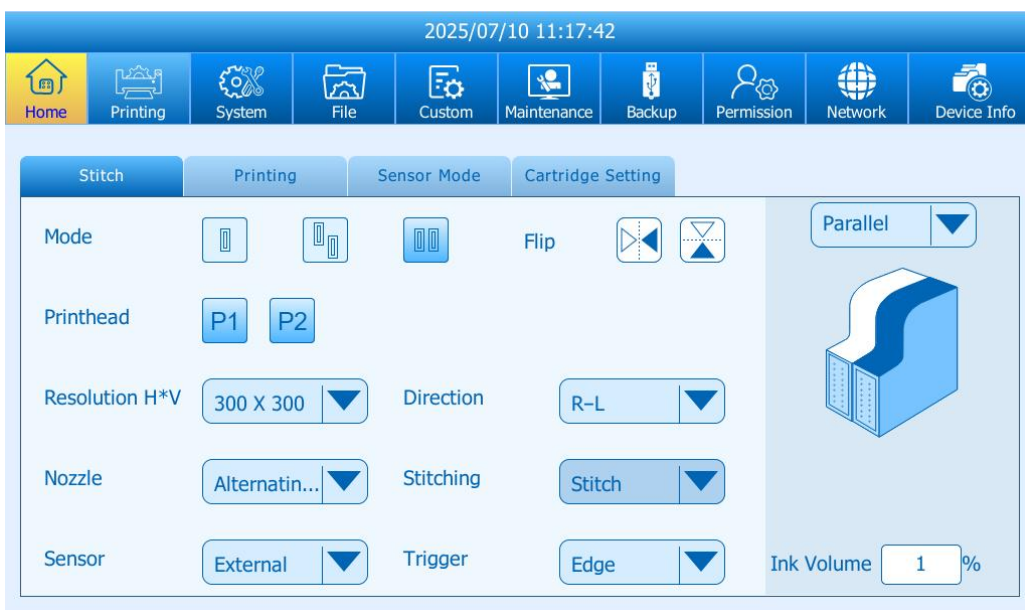 2025/07/10 11:17:42
Home Printing System File Custom Maintenance Backup Permission Network Device Info
Stitch Printing Sensor Mode Cartridge Setting
Mode Flip Parallel
Printhead P1 P2
Resolution H*V 300 X 300 Direction R-L
Nozzle Alternatin... Stitching Stitch
Sensor External Trigger Edge Ink Volume 1 %